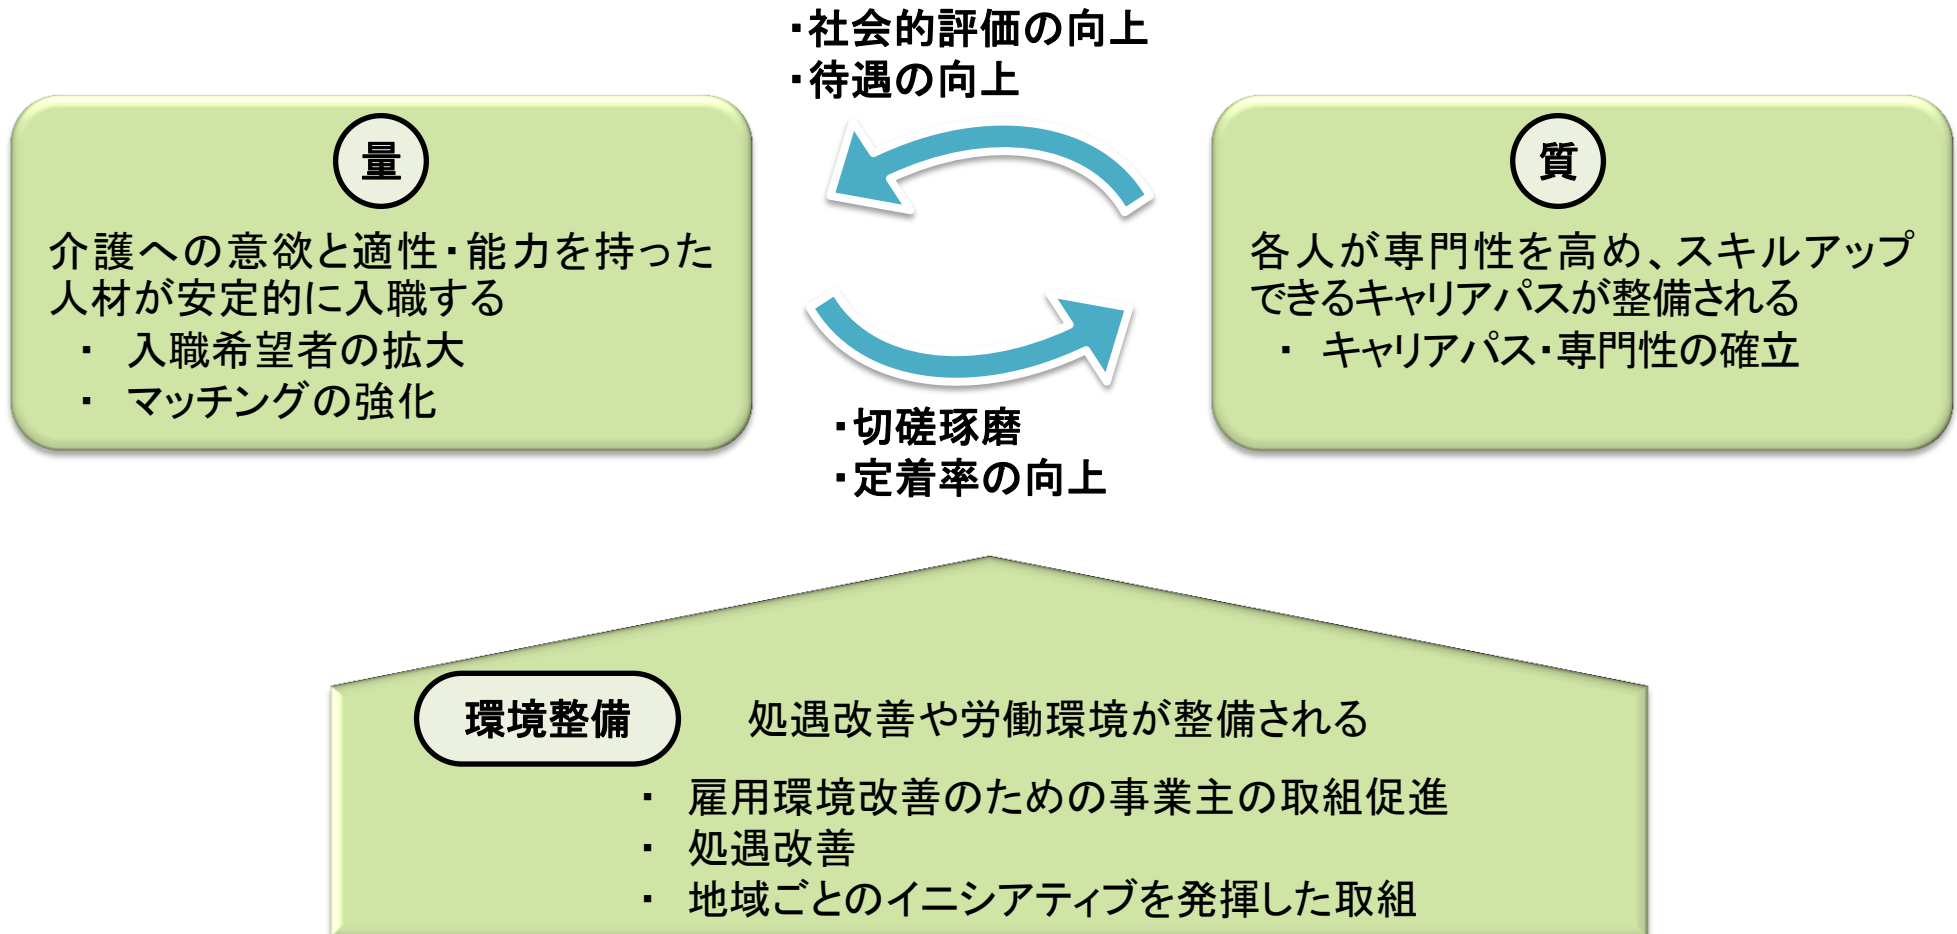 ・社会的評価の向上
・待遇の向上
量
介護への意欲と適性・能力を持った
人材が安定的に入職する
・ 入職希望者の拡大
・ マッチングの強化
質
各人が専門性を高め、スキルアップ
できるキャリアパスが整備される
・ キャリアパス・専門性の確立
・切磋琢磨
・定着率の向上
環境整備 処遇改善や労働環境が整備される
・ 雇用環境改善のための事業主の取組促進
・ 処遇改善
・ 地域ごとのイニシアティブを発揮した取組